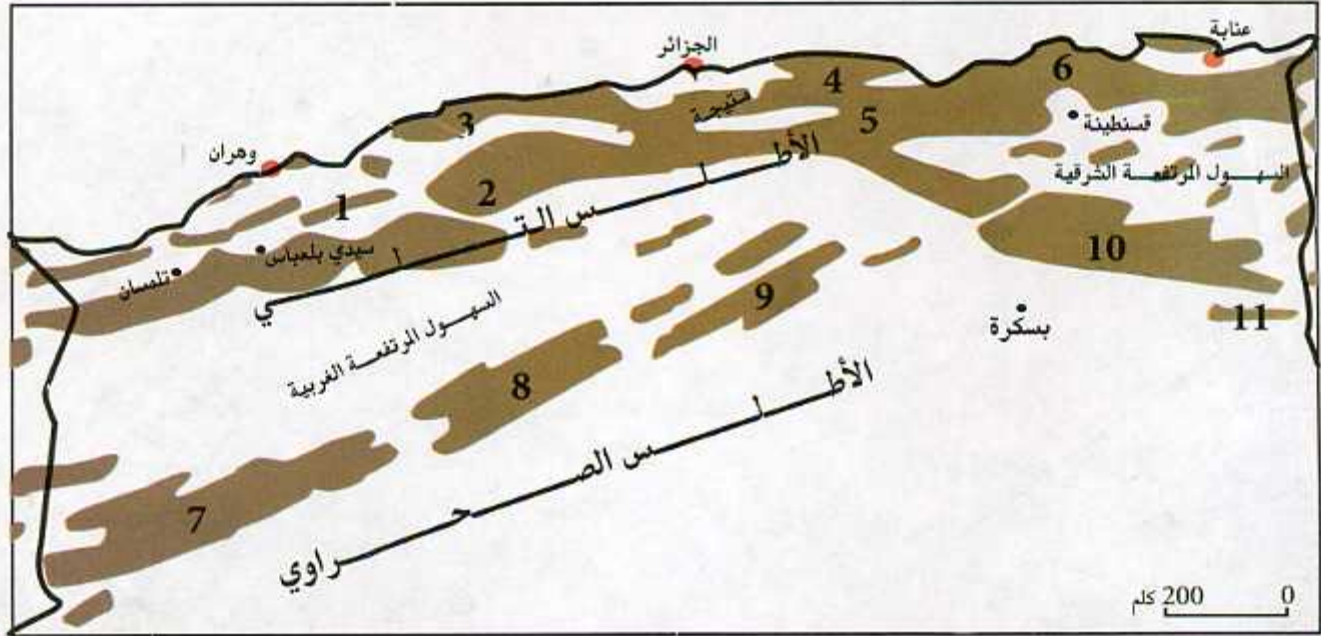 عنابة
الجزائر
6
4
متيجة
5
قسنطينة
3
وهران
السهول المرتفعة الشرقية
2
1
الأطلس التلي
سيدي بلعباس
تلمسان
10
9
11
بسكرة
السهول المرتفعة الغربية
8
الأطلس الصحراوي
7
0 200 كلم